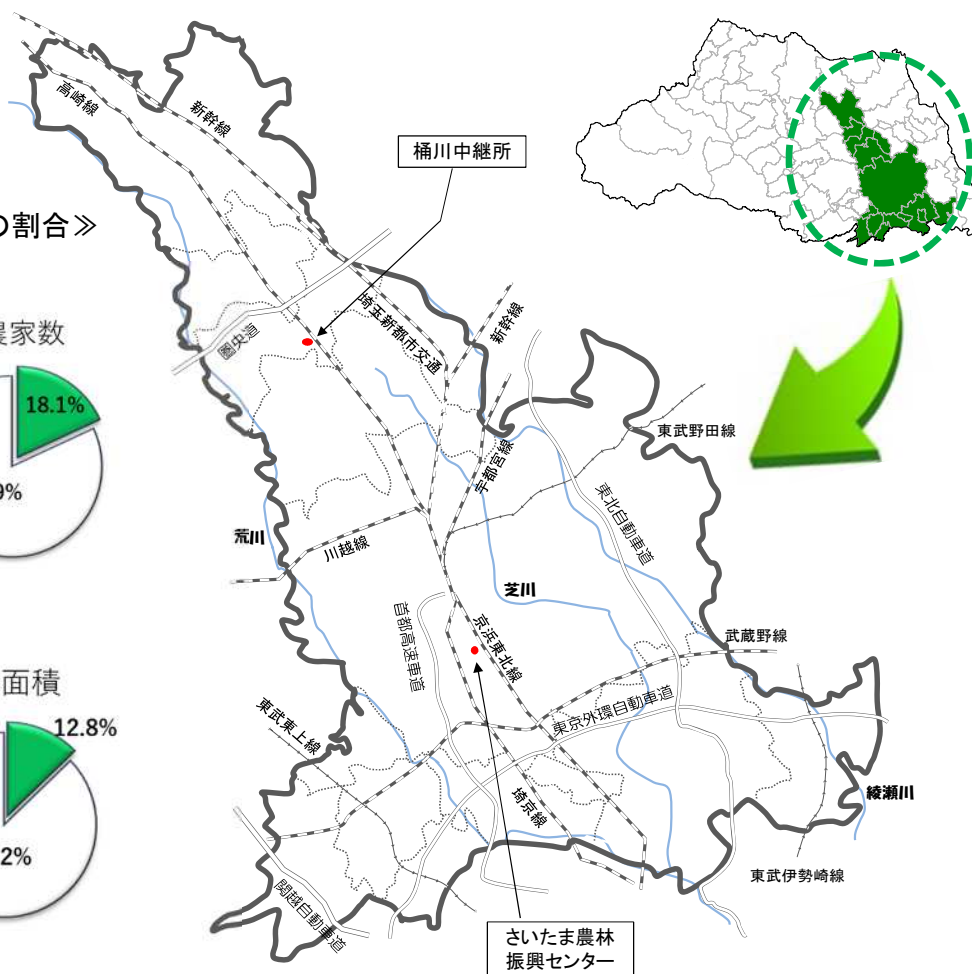 高崎線
新幹線
桶川中継所
の割合≫
農家数
18.1%
9%
圏央道
埼玉新都市交通
新幹線
宇都宮線
東武野田線
東北自動車道
荒川
川越線
芝川
首都高速車道
京浜東北線
武蔵野線
面積
12.8%
2%
東武東上線
東京外環自動車道
埼京線
綾瀬川
東武伊勢崎線
関越自動車道
さいたま農林
振興センター